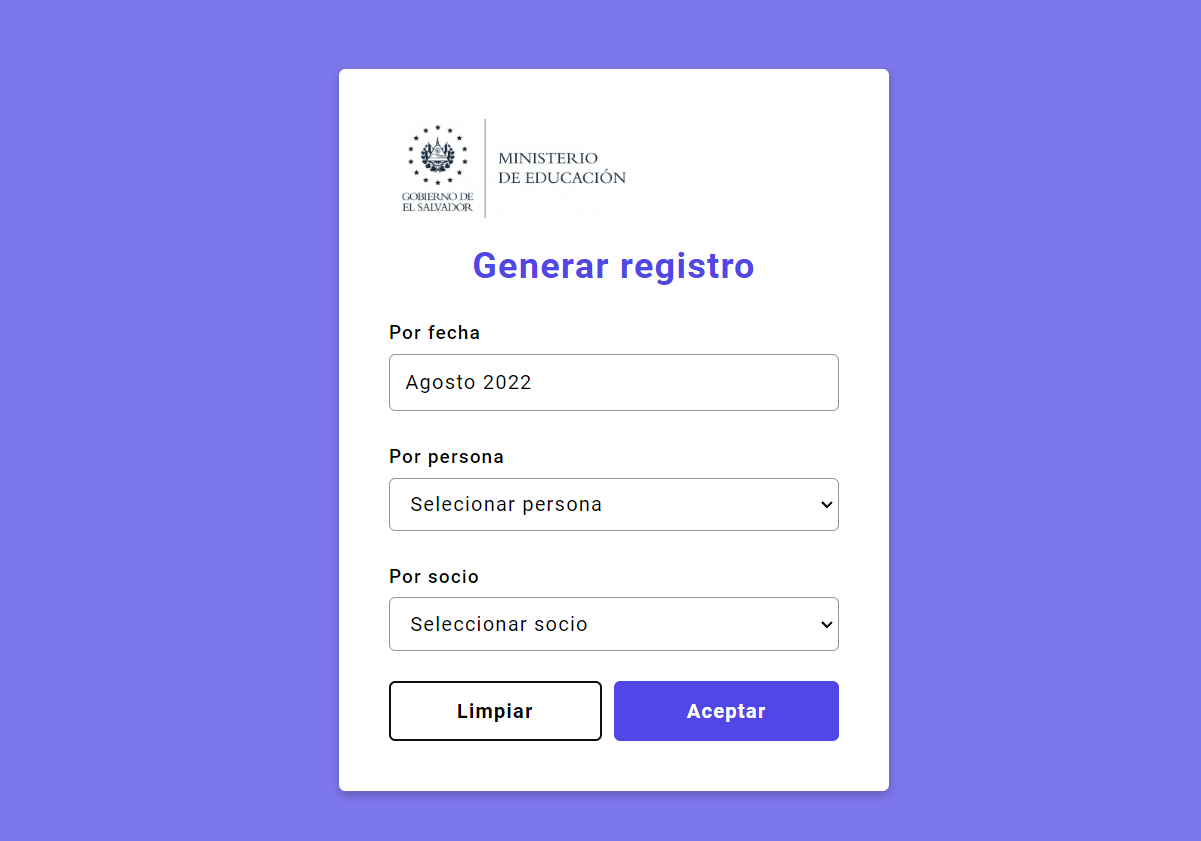 GOBIERNO DE
EL SALVADOR
MINISTERIO
DE EDUCACIÓN
Generar registro
Por fecha
Agosto 2022
Por persona
Selecionar persona
Por socio
Seleccionar socio
Limpiar
Aceptar